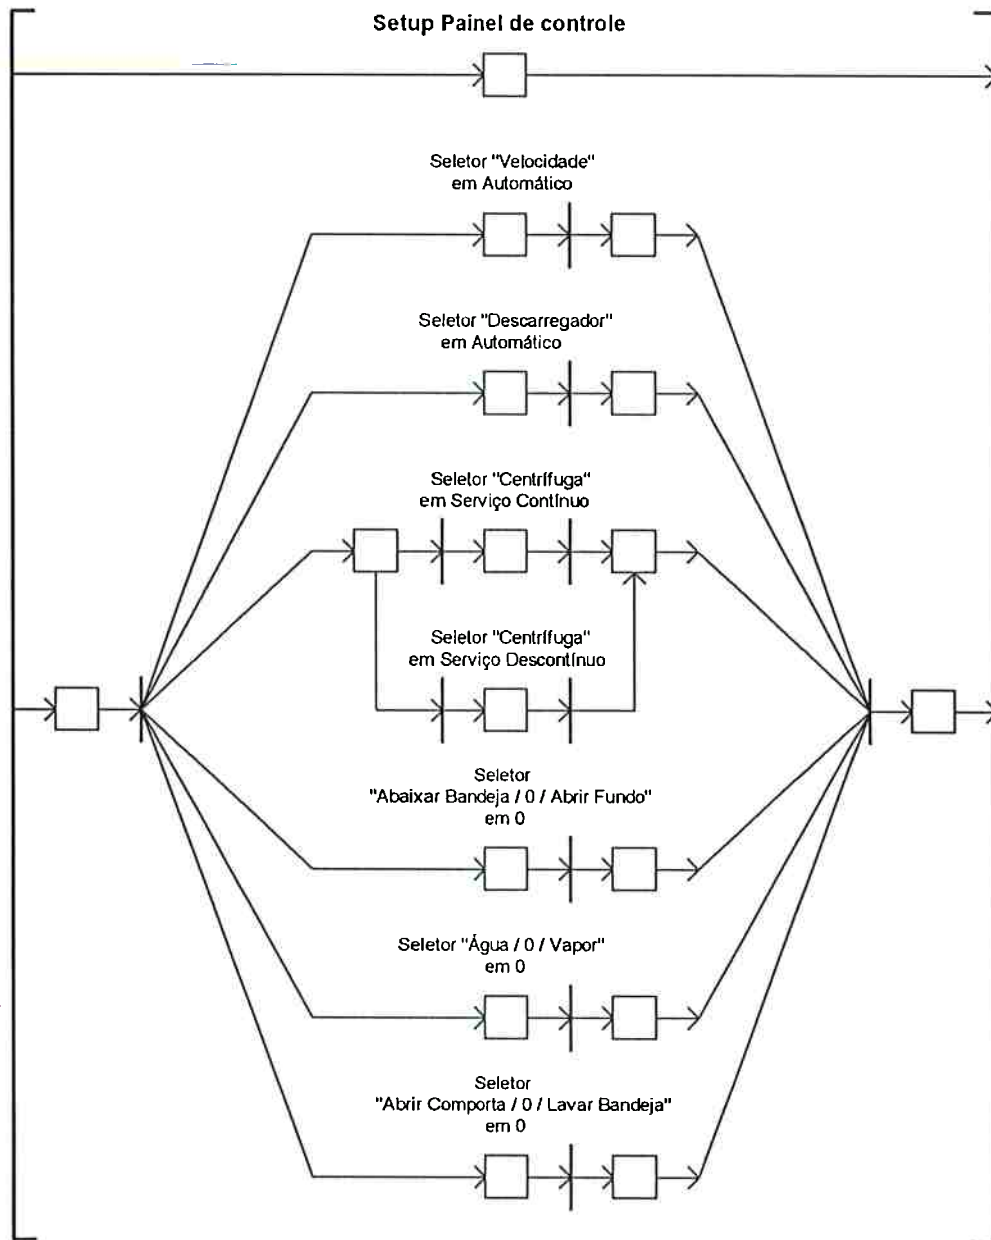 Setup Painel de controle
Seletor "Velocidade"
em Automático
Seletor "Descarregador"
em Automático
Seletor "Centrífuga"
em Serviço Contínuo
Seletor "Centrífuga"
em Serviço Descontínuo
Seletor
"Abaixar Bandeja / 0 / Abrir Fundo"
em 0
Seletor "Água / 0 / Vapor"
em 0
Seletor
"Abrir Comporta / 0 / Lavar Bandeja"
em 0